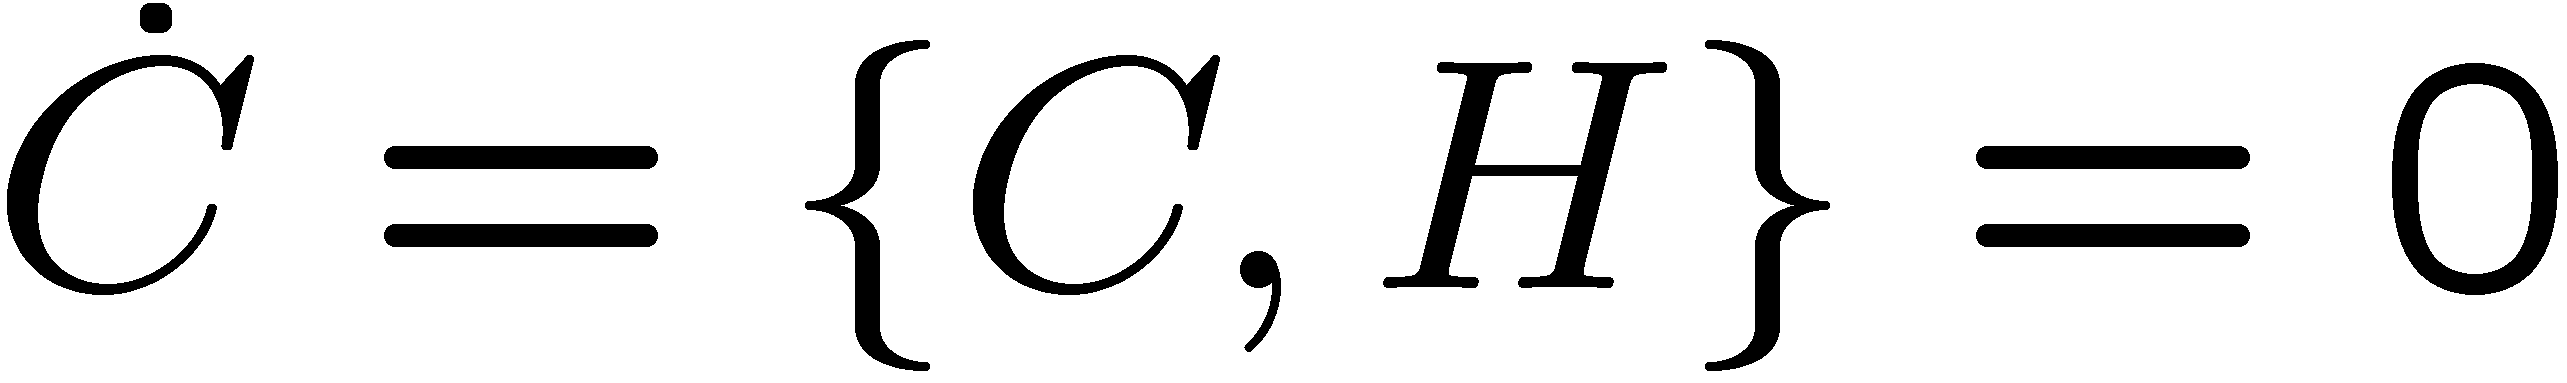 Ċ = {C, H} = 0